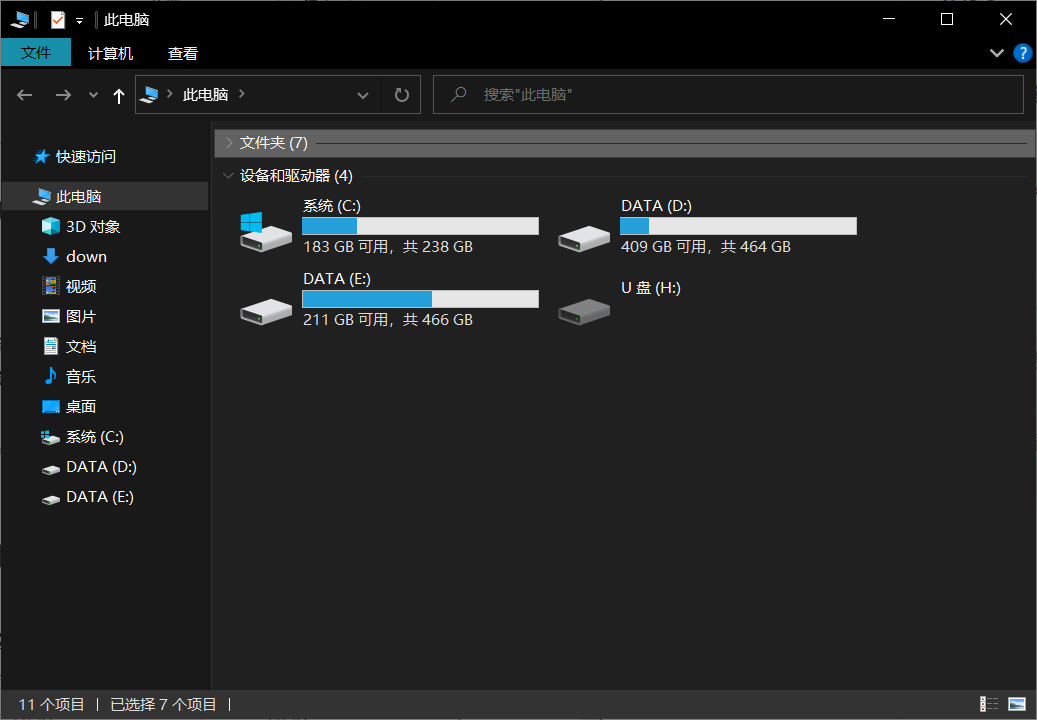 此电脑
文件 计算机 查看
?
此电脑
搜索"此电脑"
快速访问
此电脑
3D 对象
down
视频
图片
文档
音乐
桌面
系统 (C:)
DATA (D:)
DATA (E:)
文件夹 (7)
设备和驱动器 (4)
系统 (C:)
183 GB 可用，共 238 GB
DATA (D:)
409 GB 可用，共 464 GB
DATA (E:)
211 GB 可用，共 466 GB
U 盘 (H:)
11 个项目 已选择 7 个项目